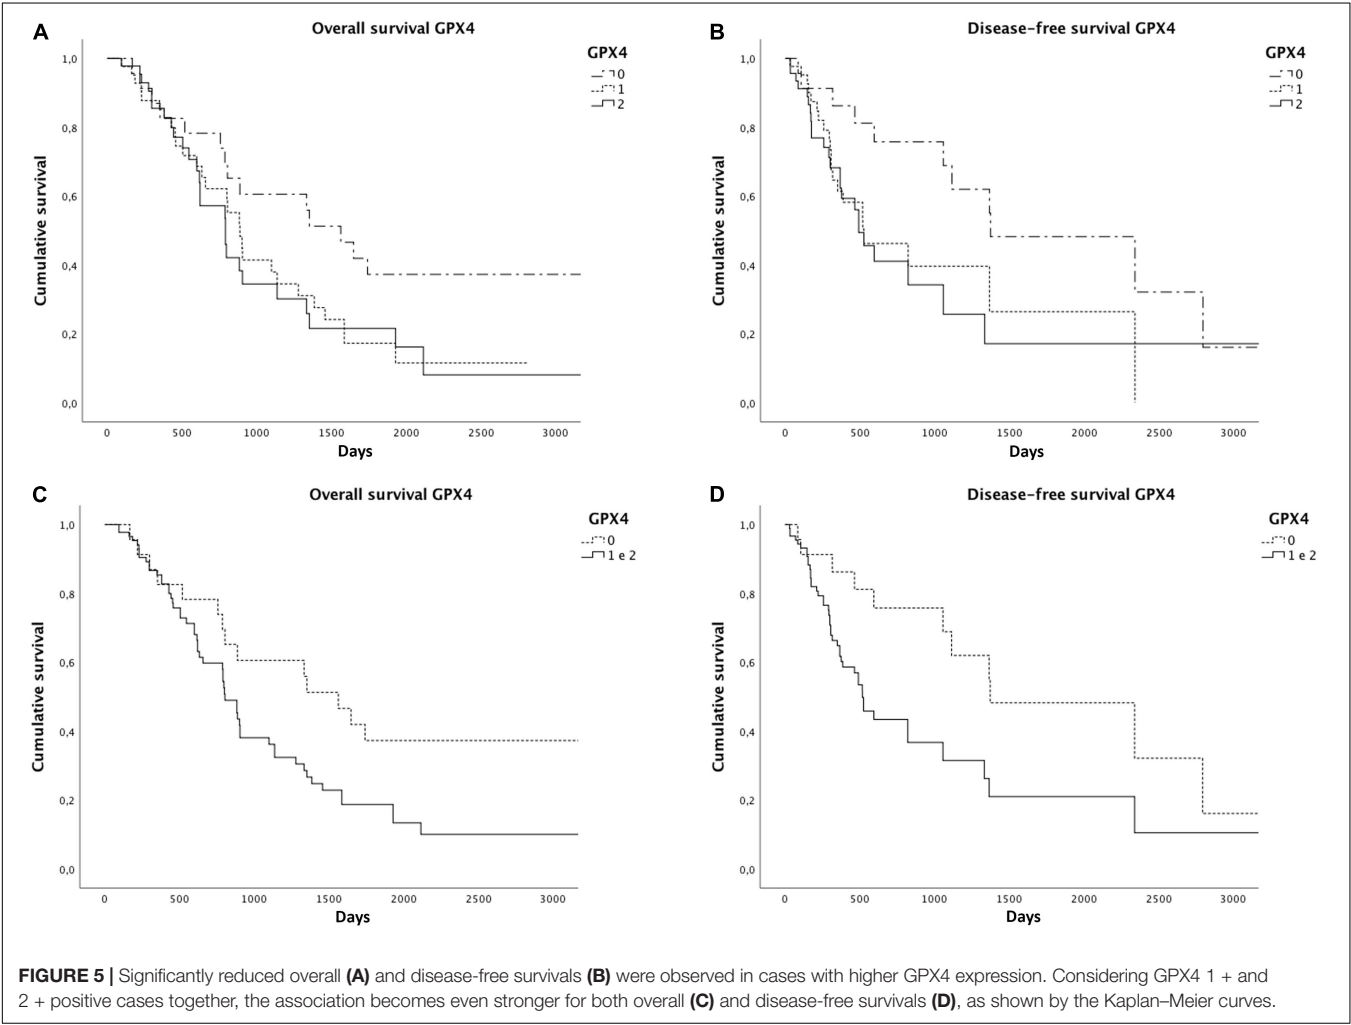 A
Overall survival GPX4
GPX4
0
1
2
Cumulative survival
1,0
0,8
0,6
0,4
0,2
0,0
0 500 1000 1500 2000 2500 3000
Days
B
Disease-free survival GPX4
GPX4
0
1
2
Cumulative survival
1,0
0,8
0,6
0,4
0,2
0,0
0 500 1000 1500 2000 2500 3000
Days
C
Overall survival GPX4
GPX4
0
1 e 2
Cumulative survival
1,0
0,8
0,6
0,4
0,2
0,0
0 500 1000 1500 2000 2500 3000
Days
D
Disease-free survival GPX4
GPX4
0
1 e 2
Cumulative survival
1,0
0,8
0,6
0,4
0,2
0,0
0 500 1000 1500 2000 2500 3000
Days
FIGURE 5 | Significantly reduced overall (A) and disease-free survivals (B) were observed in cases with higher GPX4 expression. Considering GPX4 1 + and
2 + positive cases together, the association becomes even stronger for both overall (C) and disease-free survivals (D), as shown by the Kaplan–Meier curves.